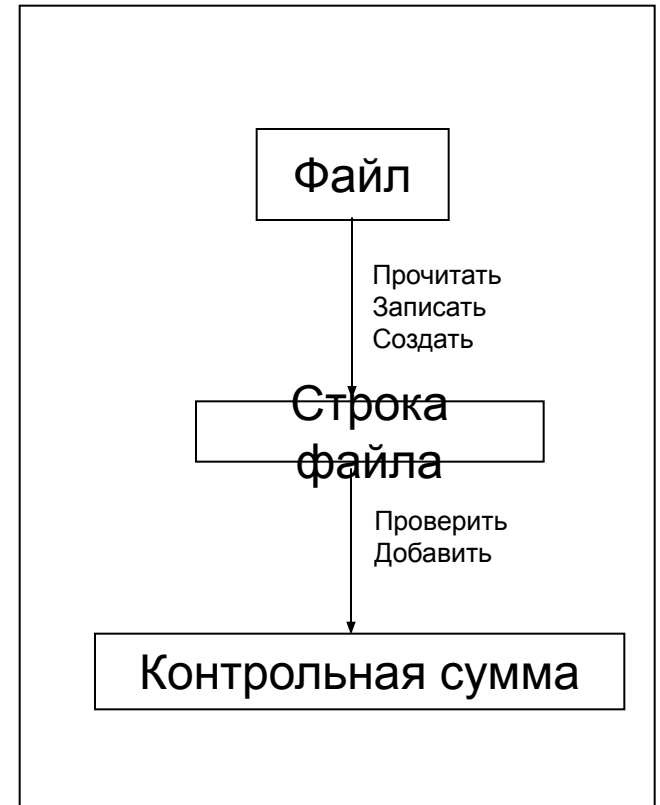 Файл
Прочитать
Записать
Создать
Строка
файла
Проверить
Добавить
Контрольная сумма